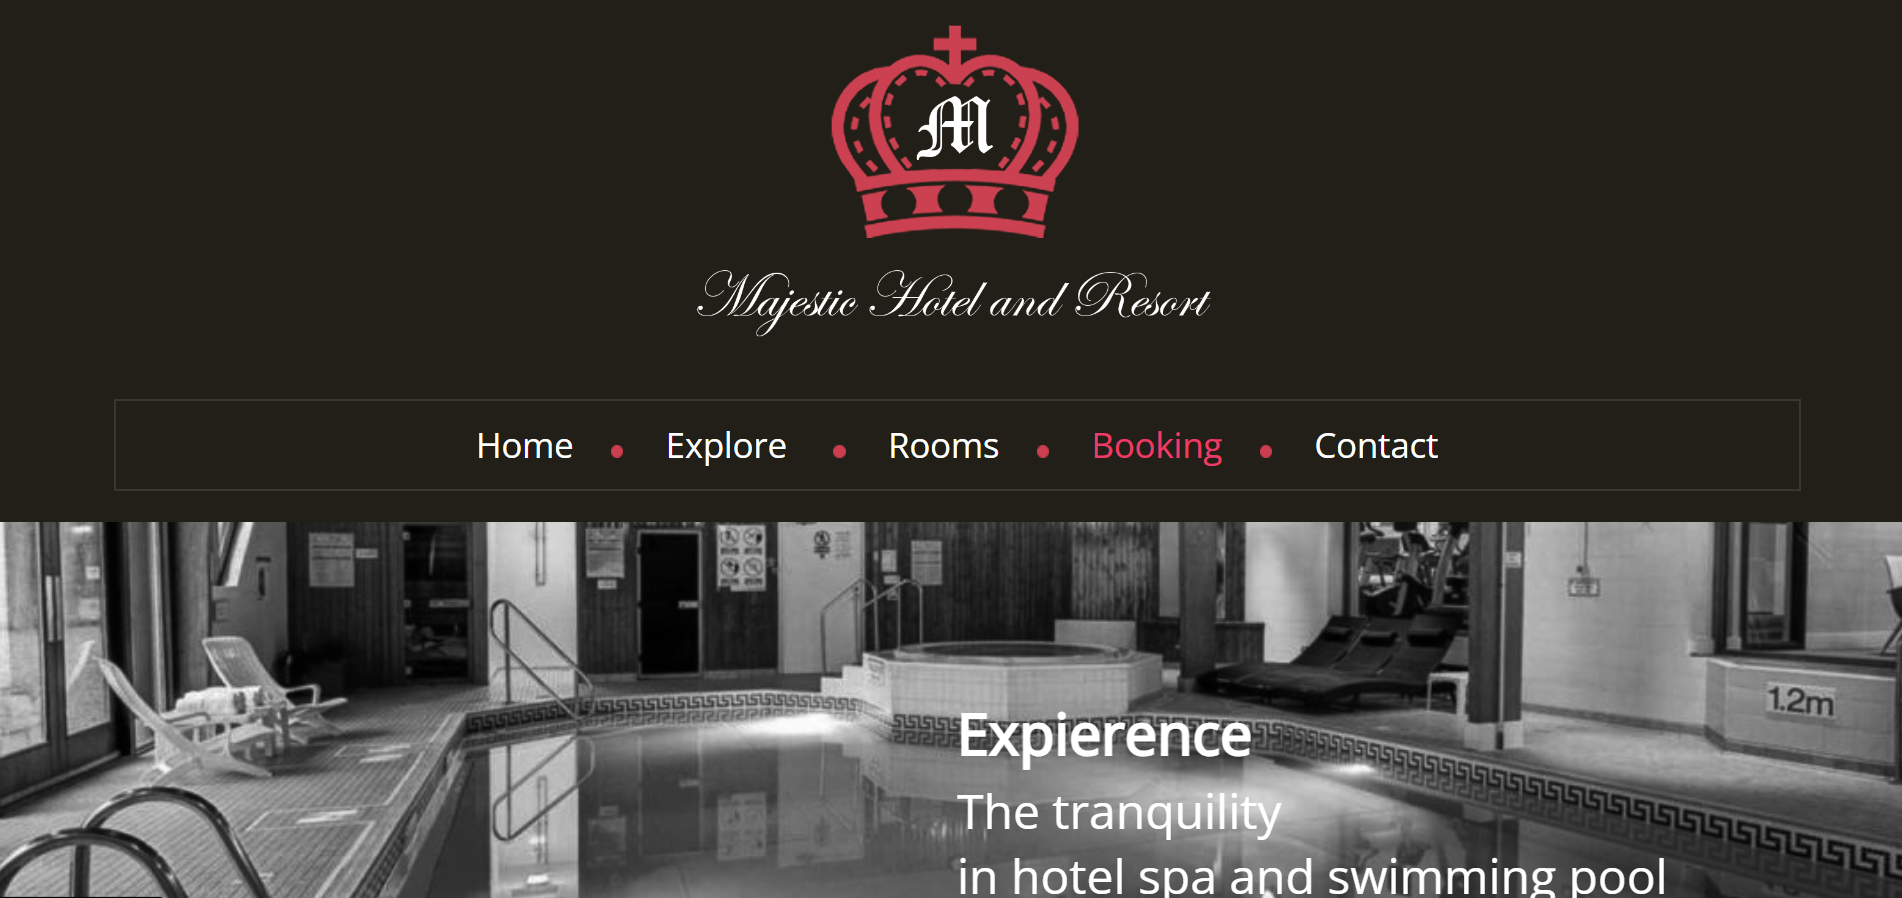 M
Majestic Hotel and Resort
Home Explore Rooms Booking Contact
1.2m
Expierence
The tranquility
in hotel spa and swimming pool